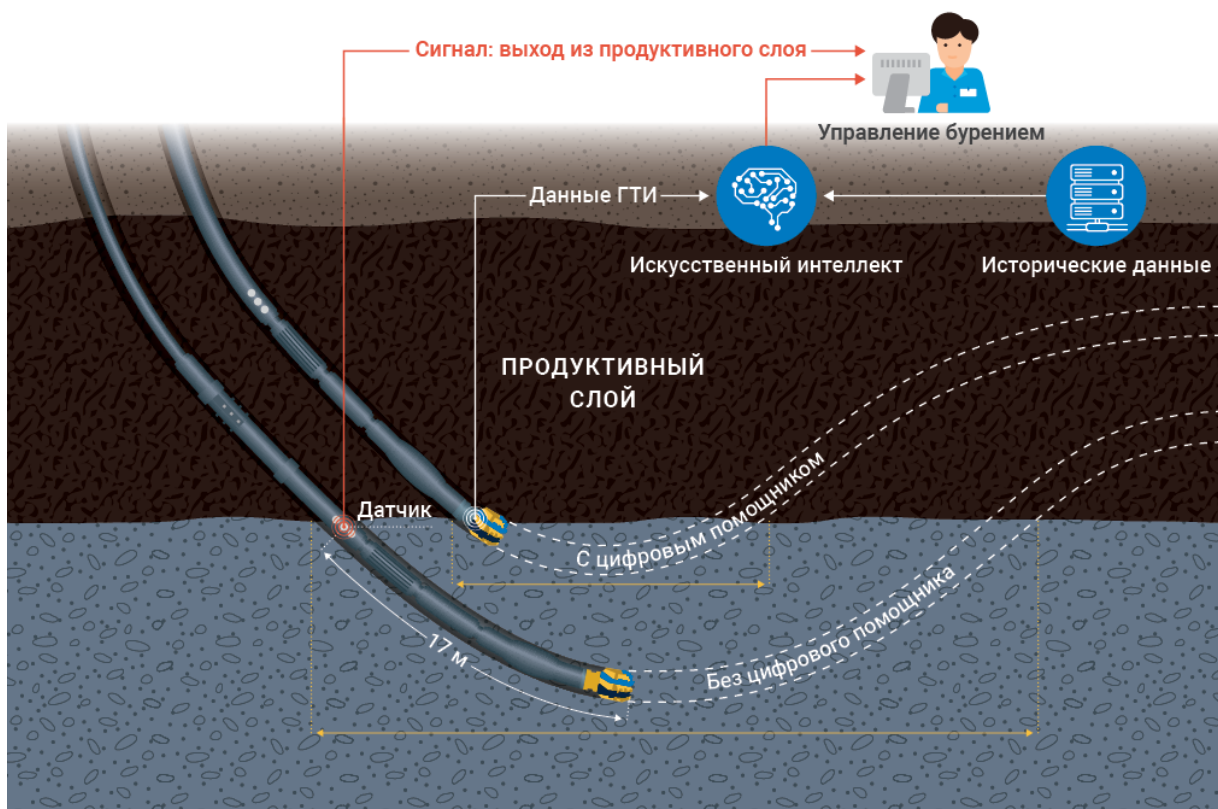 Сигнал: выход из продуктивного слоя
Управление бурением
Данные ГТИ
Искусственный интеллект
Исторические данные
ПРОДУКТИВНЫЙ
СЛОЙ
Датчик
С цифровым помощником
Без цифрового помощника
17 м